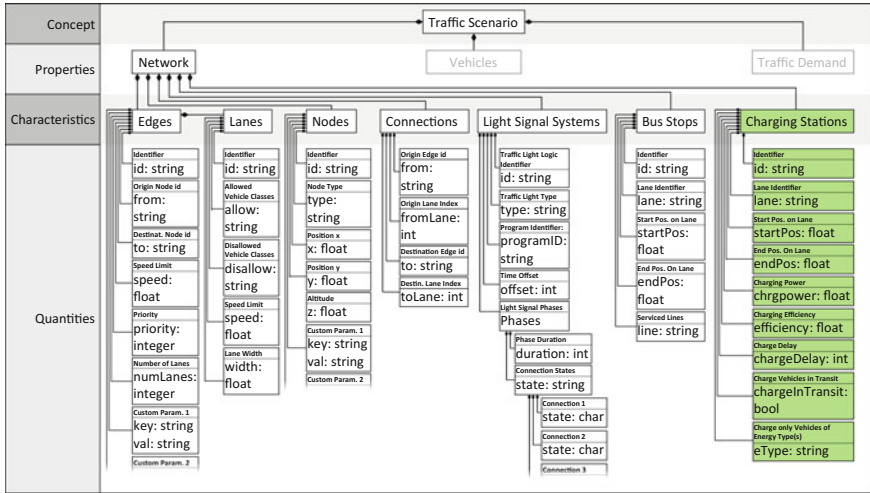 Concept
Traffic Scenario
Properties
Network
Vehicles
Traffic Demand
Characteristics
Edges
Lanes
Nodes
Connections
Light Signal Systems
Bus Stops
Charging Stations
Quantities
Identifier
id: string
Origin Node id
from:
string
Destinat. Node id
to: string
Speed Limit
speed:
float
Priority
priority:
integer
Number of Lanes
numLanes:
integer
Custom Param. 1
key: string
val: string
Custom Param. 2
Identifier
id: string
Allowed
Vehicle Classes
allow:
string
Disallowed
Vehicle Classes
disallow:
string
Speed Limit
speed:
float
Lane Width
width:
float
Identifier
id: string
Node Type
type:
string
Position x
x: float
Position y
y: float
Altitude
z: float
Custom Param. 1
key: string
val: string
Custom Param. 2
Origin Edge id
from:
string
Origin Lane Index
fromLane:
int
Destination Edge id
to: string
Destin. Lane Index
toLane: int
Traffic Light Logic
Identifier
id: string
Traffic Light Type
type: string
Program Identifier:
programID:
string
Time Offset
offset: int
Light Signal Phases
Phases
Phase Duration
duration: int
Connection States
state: string
Connection 1
state: char
Connection 2
state: char
Connection 3
Identifier
id: string
Lane Identifier
lane: string
Start Pos. on Lane
startPos:
float
End Pos. On Lane
endPos:
float
Serviced Lines
line: string
Identifier
id: string
Lane Identifier
lane: string
Start Pos. on Lane
startPos: float
End Pos. On Lane
endPos: float
Charging Power
chrgpower: float
Charging Efficiency
efficiency: float
Charge Delay
chargeDelay: int
Charge Vehicles in Transit
chargeInTransit:
bool
Charge only Vehicles of
Energy Type(s)
eType: string